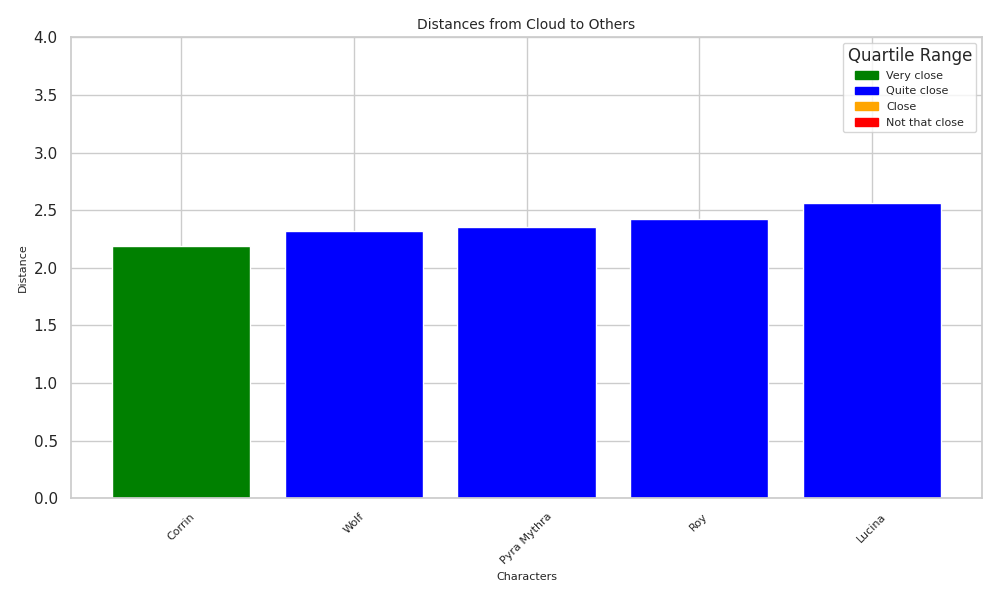 Distances from Cloud to Others
4.0
3.5
3.0
2.5
2.0
1.5
1.0
0.5
0.0
Distance
Quartile Range
Very close
Quite close
Close
Not that close
Corrin
Wolf
Pyra Mythra
Roy
Lucina
Characters